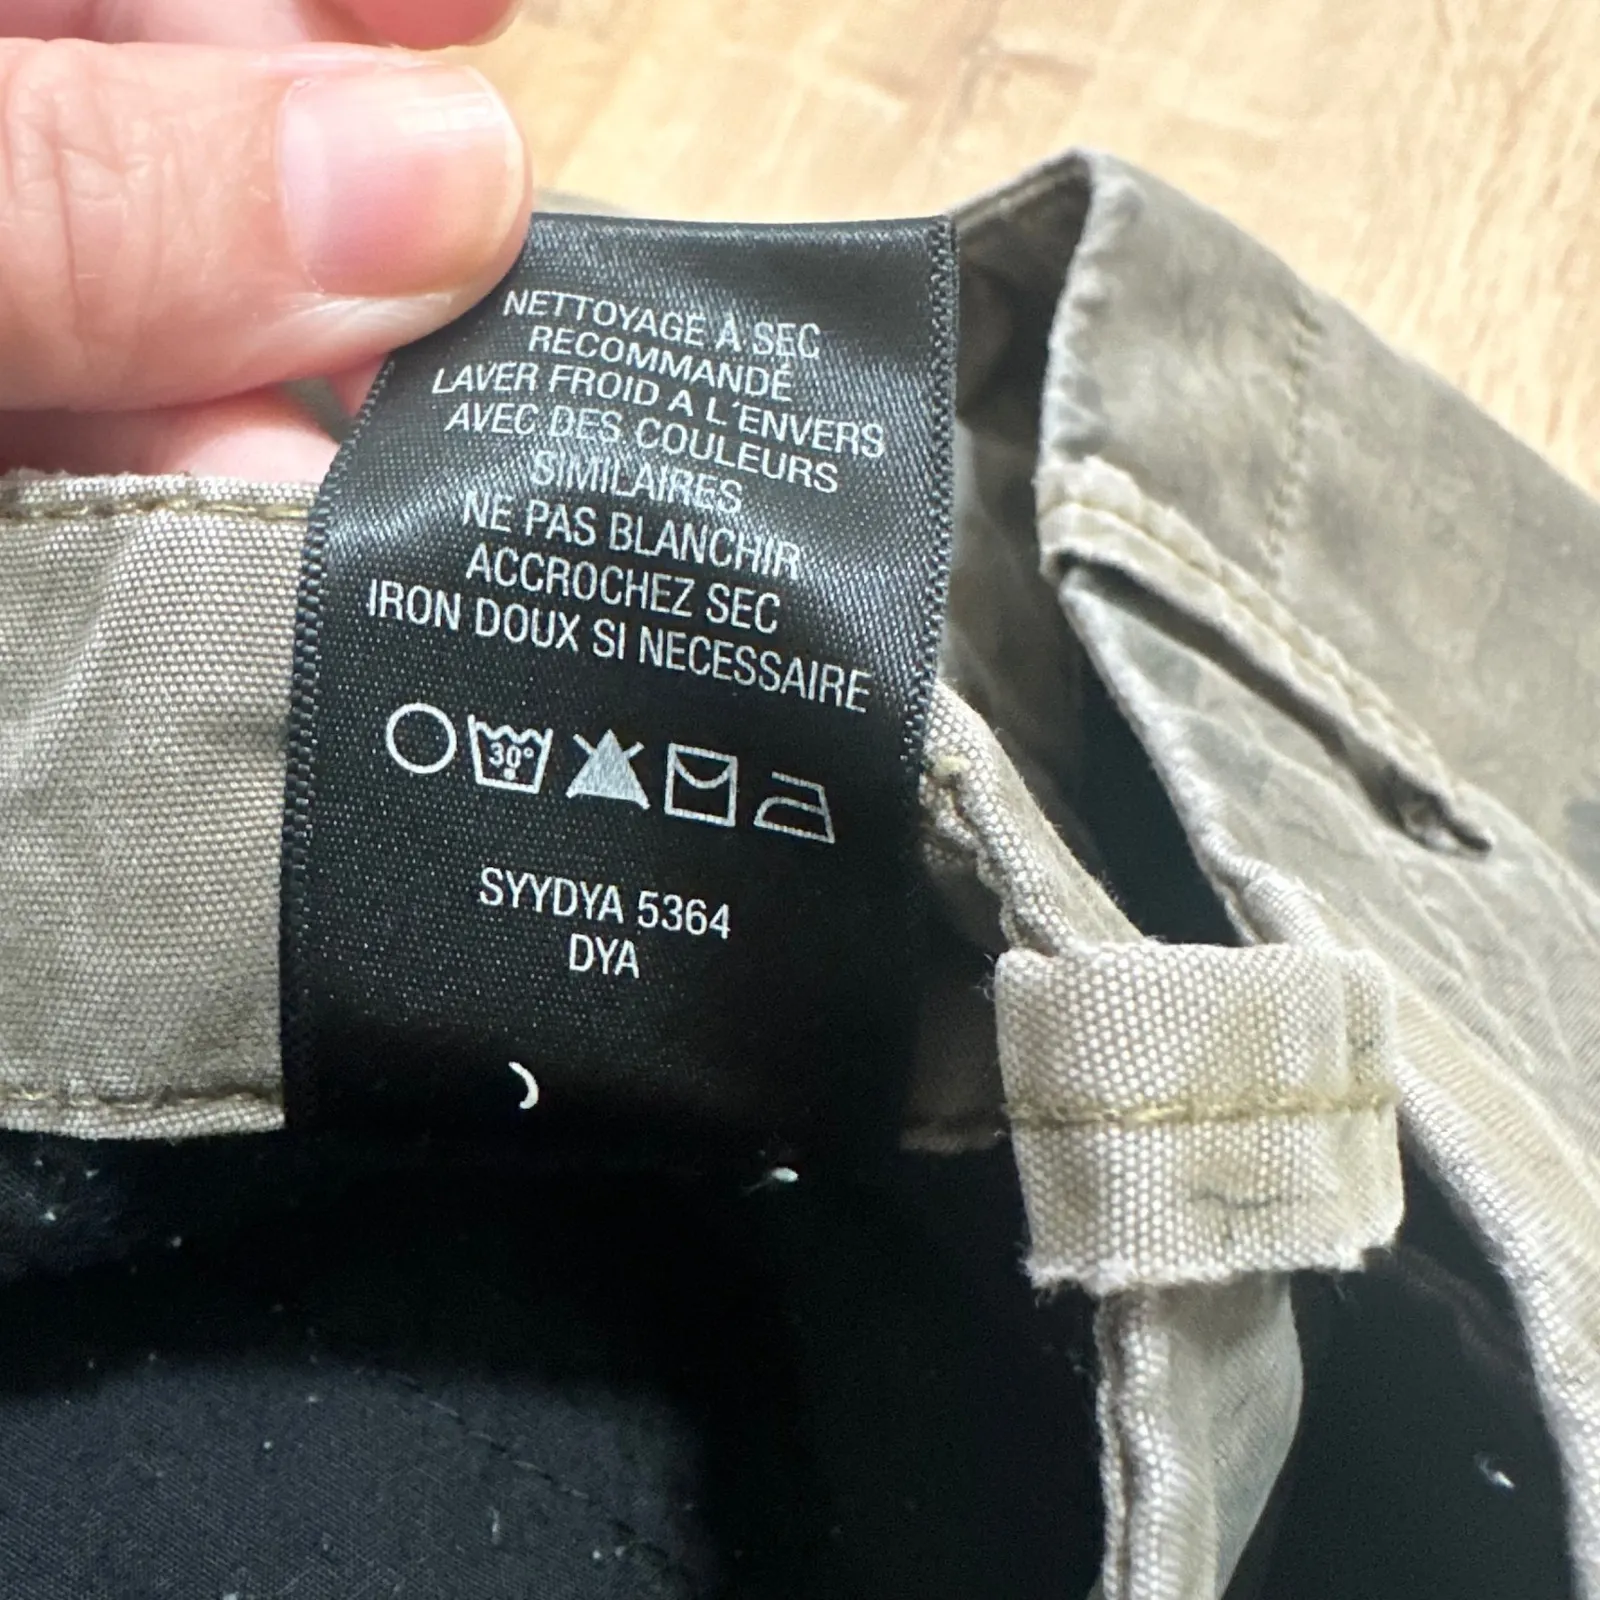 NETTOYAGE À SEC
RECOMMANDÉ
LAVER FROID A L'ENVERS
AVEC DES COULEURS
SIMILAIRES
NE PAS BLANCHIR
ACCROCHEZ SEC
IRON DOUX SI NECESSAIRE
30°
SYYDYA 5364
DYA